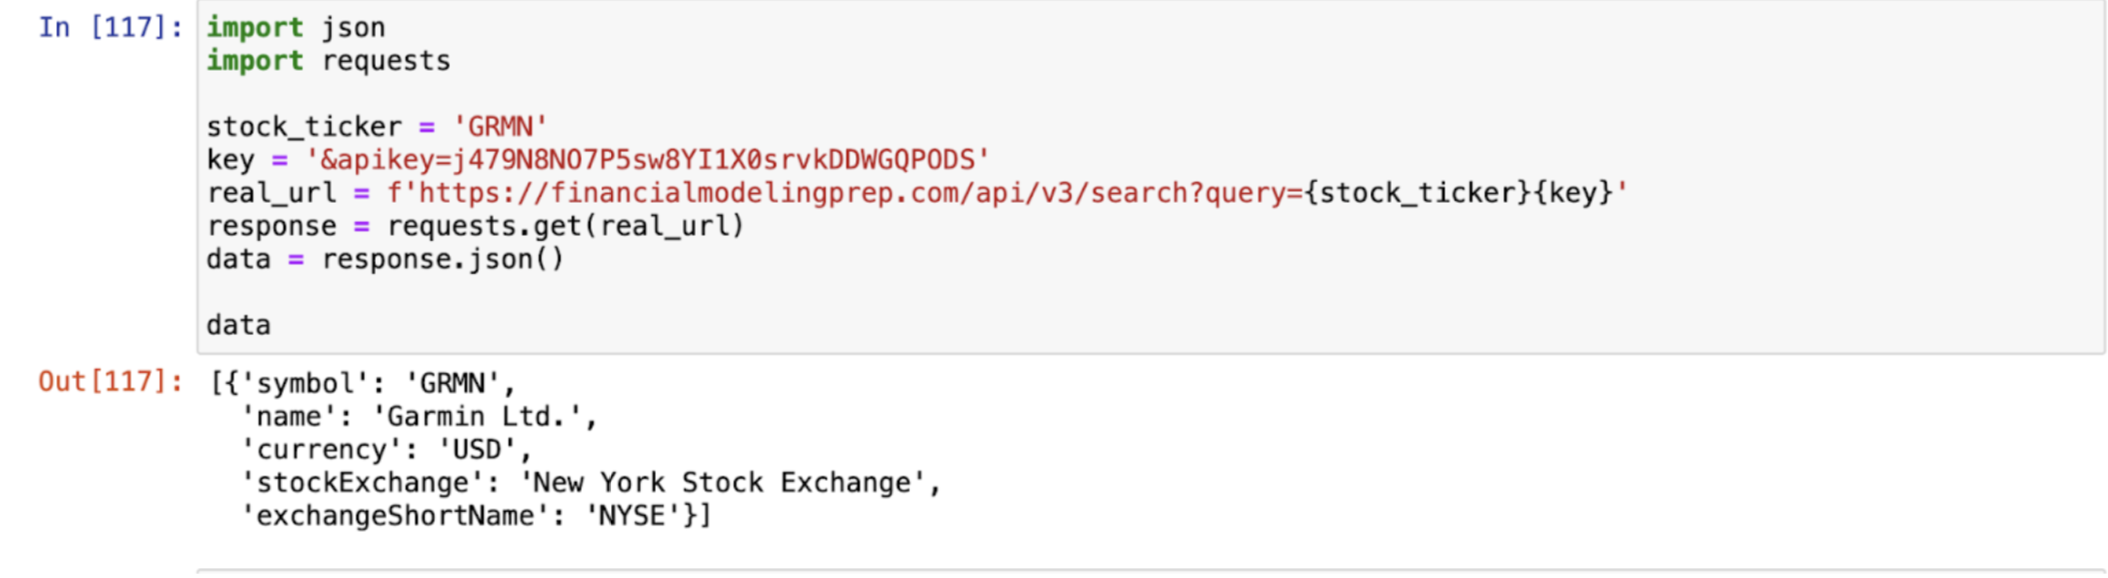 In [117]:
import json
import requests
stock_ticker = 'GRMN'
key = '&apikey=j479N8NO7P5sw8YI1X0srvkDDWGQPODS'
real_url = f'https://financialmodelingprep.com/api/v3/search?query={stock_ticker}{key}'
response = requests.get(real_url)
data = response.json()
data
Out[117]:
[{'symbol': 'GRMN',
'name': 'Garmin Ltd.',
'currency': 'USD',
'stockExchange': 'New York Stock Exchange',
'exchangeShortName': 'NYSE'}]